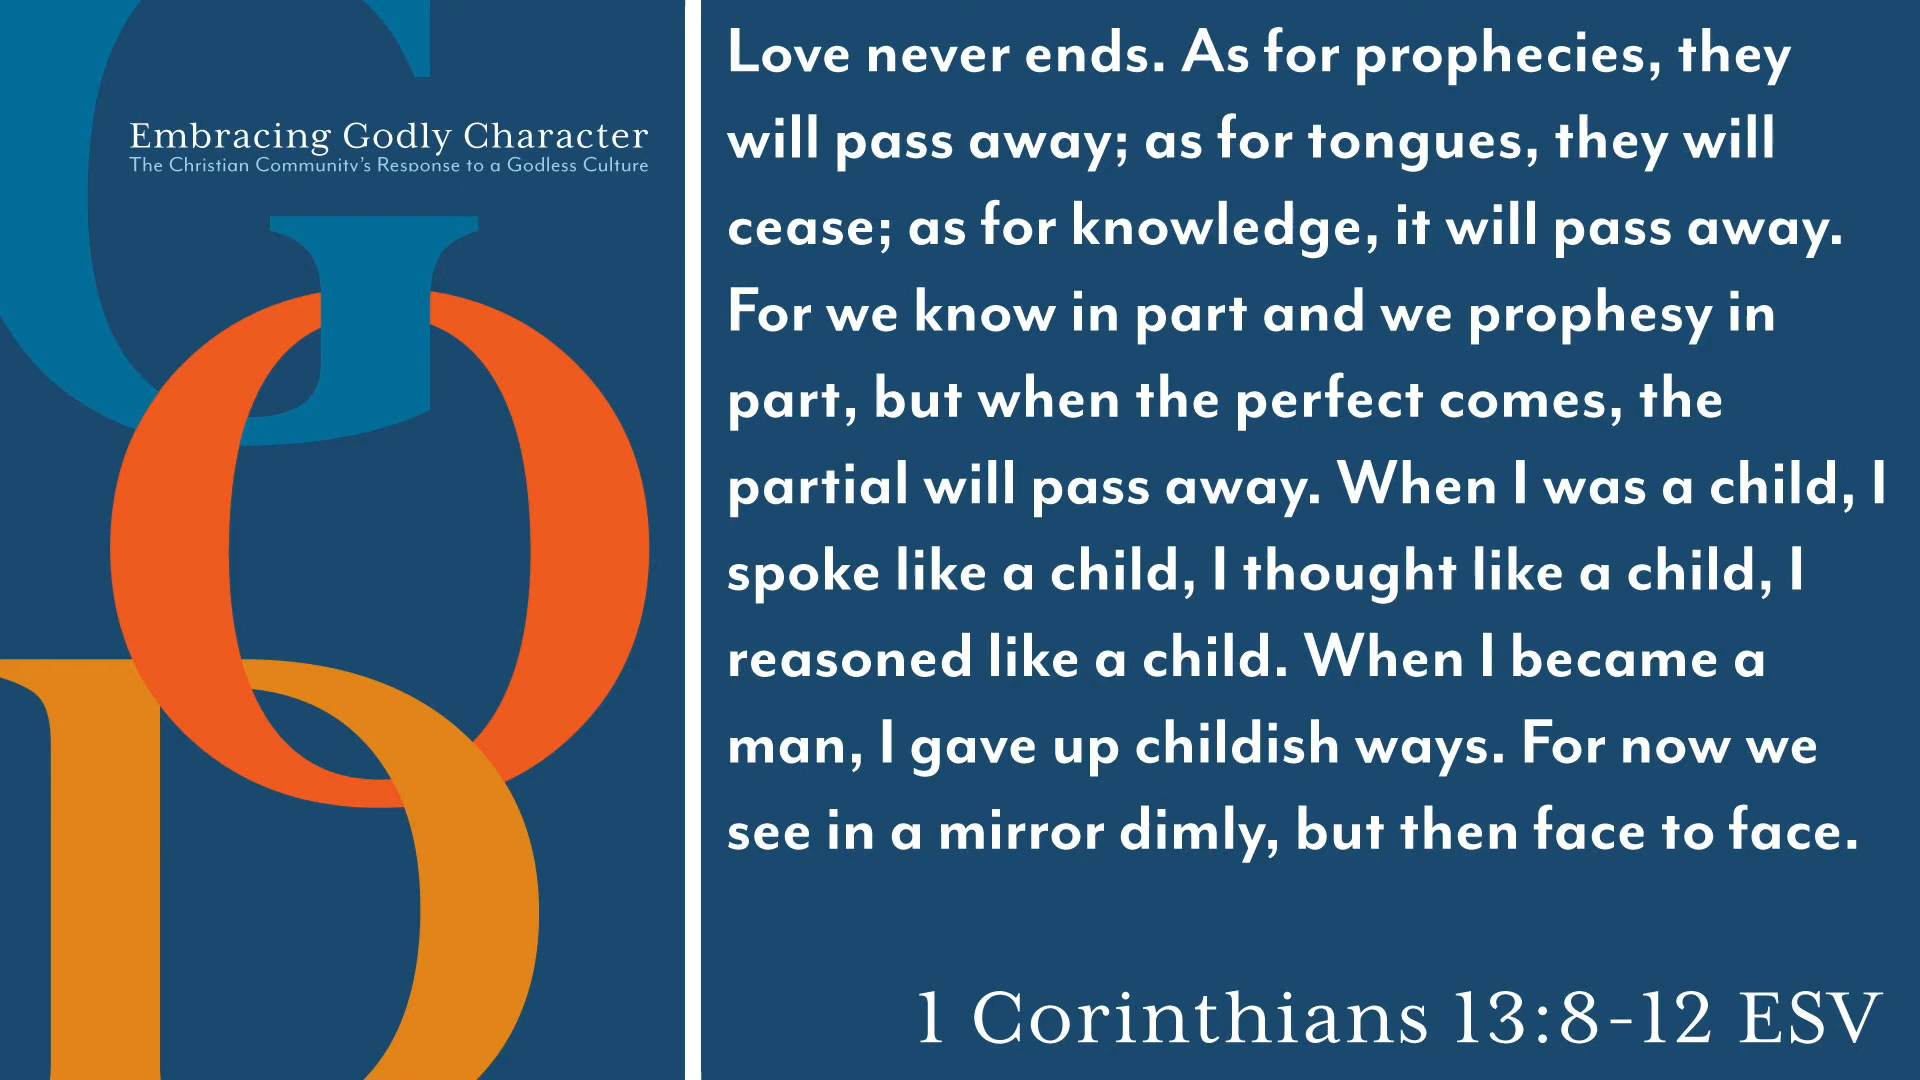 Embracing Godly Character
The Christian Community's Response to a Godless Culture
GOD
Love never ends. As for prophecies, they
will pass away; as for tongues, they will
cease; as for knowledge, it will pass away.
For we know in part and we prophesy in
part, but when the perfect comes, the
partial will pass away. When I was a child, I
spoke like a child, I thought like a child, I
reasoned like a child. When I became a
man, I gave up childish ways. For now we
see in a mirror dimly, but then face to face.
1 Corinthians 13:8-12 ESV